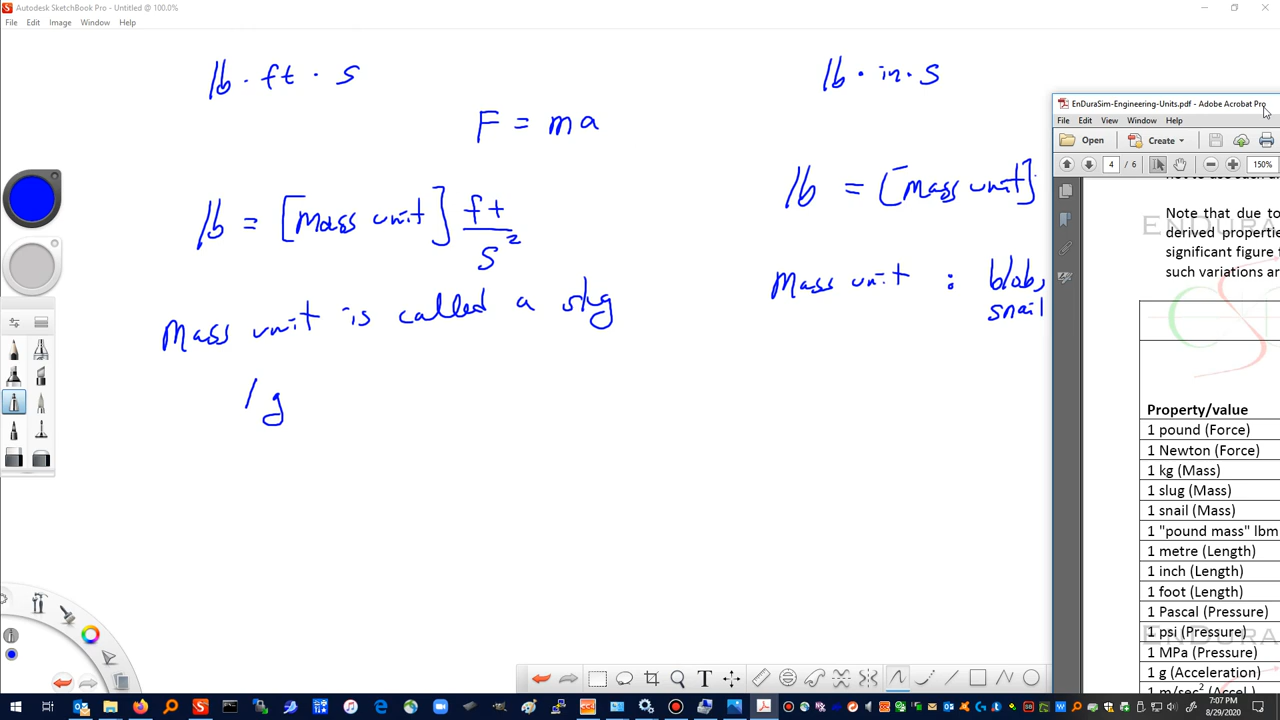 Autodesk SketchBook Pro - Untitled @ 100.0%
File Edit Image Window Help
lb · ft · s
lb · in · s
F = ma
lb = [Mass unit] ft/s²
lb = [Mass unit]
Mass unit is called a slug
Mass unit : blob,
snail
1 g
EnDuraSim-Engineering-Units.pdf - Adobe Acrobat Pro
File Edit View Window Help
Open Create
4 / 6 150%
Note that due to
derived properties
significant figure t
such variations ar
Property/value
1 pound (Force)
1 Newton (Force)
1 kg (Mass)
1 slug (Mass)
1 snail (Mass)
1 "pound mass" lbm
1 metre (Length)
1 inch (Length)
1 foot (Length)
1 Pascal (Pressure)
1 psi (Pressure)
1 MPa (Pressure)
1 g (Acceleration)
1 m/sec² (Accel.)
7:07 PM
8/29/2020